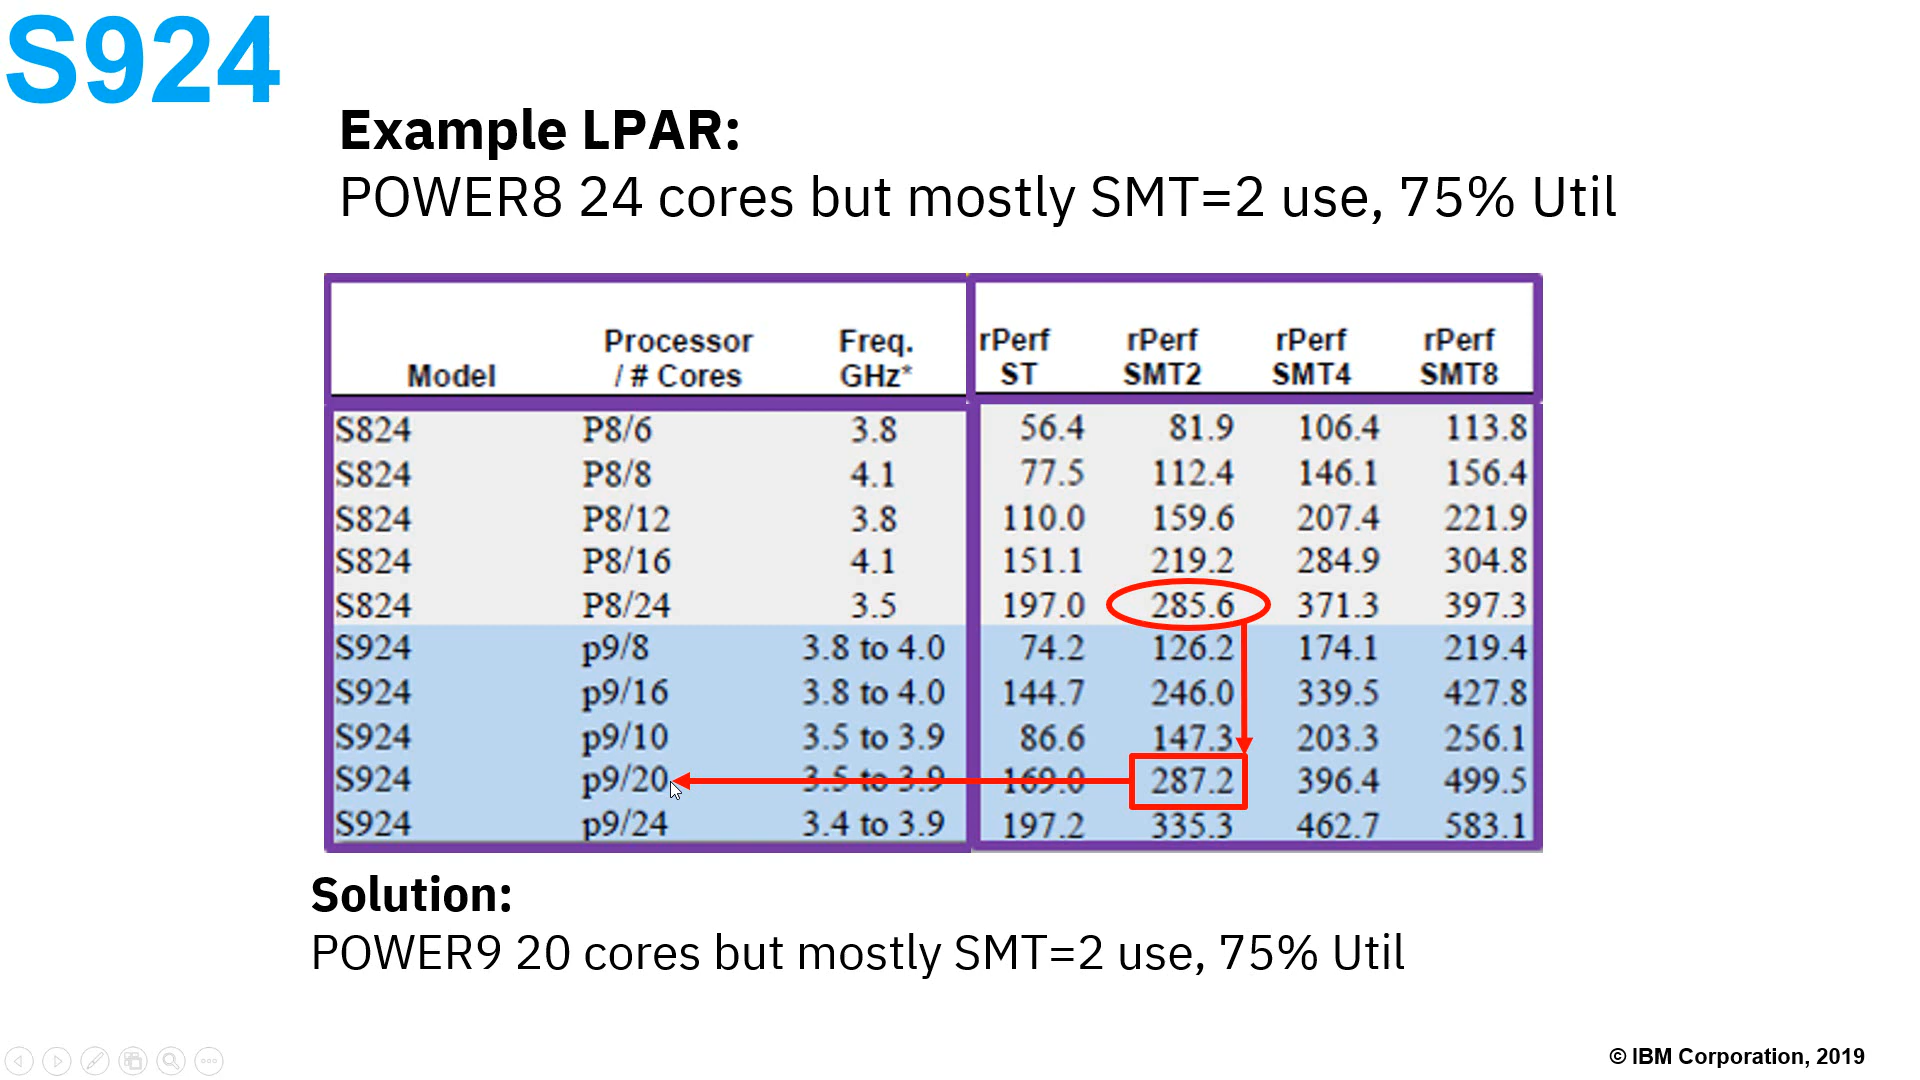 S924
Example LPAR:
POWER8 24 cores but mostly SMT=2 use, 75% Util
Model Processor / # Cores Freq. GHz* rPerf ST rPerf SMT2 rPerf SMT4 rPerf SMT8
S824 P8/6 3.8 56.4 81.9 106.4 113.8
S824 P8/8 4.1 77.5 112.4 146.1 156.4
S824 P8/12 3.8 110.0 159.6 207.4 221.9
S824 P8/16 4.1 151.1 219.2 284.9 304.8
S824 P8/24 3.5 197.0 285.6 371.3 397.3
S924 p9/8 3.8 to 4.0 74.2 126.2 174.1 219.4
S924 p9/16 3.8 to 4.0 144.7 246.0 339.5 427.8
S924 p9/10 3.5 to 3.9 86.6 147.3 203.3 256.1
S924 p9/20 3.5 to 3.9 169.0 287.2 396.4 499.5
S924 p9/24 3.4 to 3.9 197.2 335.3 462.7 583.1
Solution:
POWER9 20 cores but mostly SMT=2 use, 75% Util
© IBM Corporation, 2019